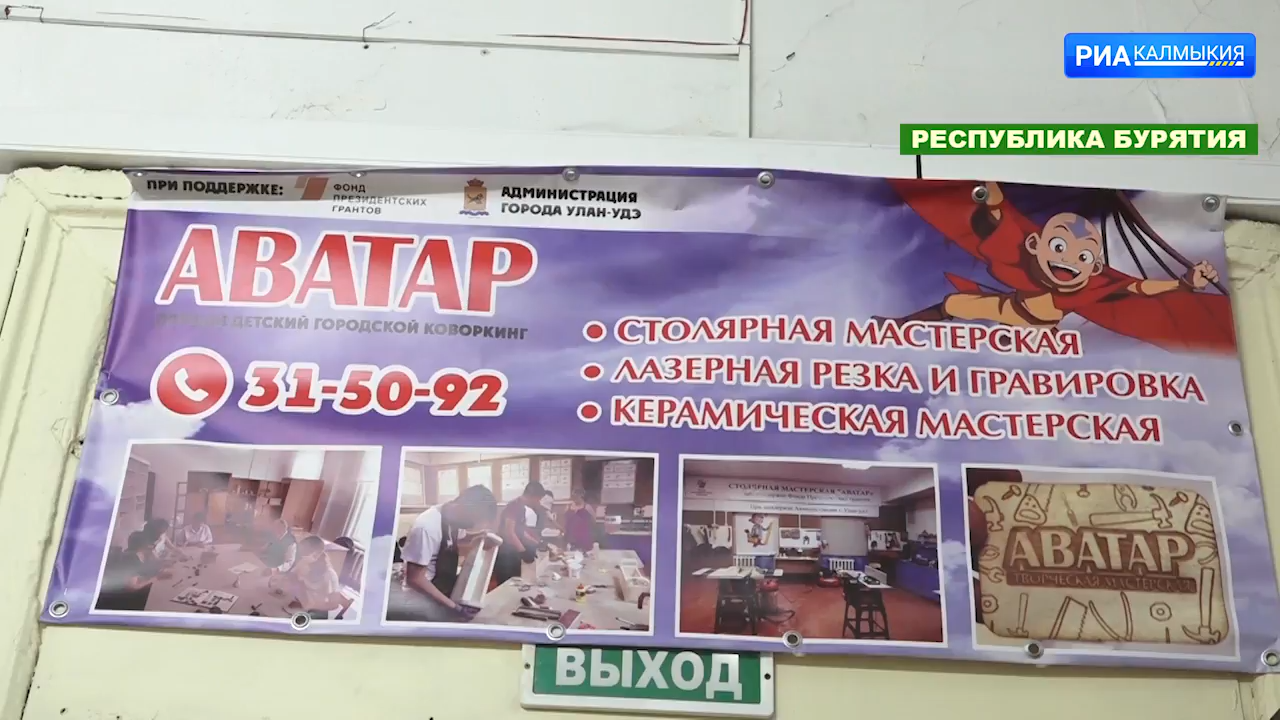 РИА КАЛМЫКИЯ
РЕСПУБЛИКА БУРЯТИЯ
ПРИ ПОДДЕРЖКЕ:
ФОНД
ПРЕЗИДЕНТСКИХ
ГРАНТОВ
АДМИНИСТРАЦИЯ
ГОРОДА УЛАН-УДЭ
АВАТАР
ДЕТСКИЙ ГОРОДСКОЙ КОВОРКИНГ
31-50-92
• СТОЛЯРНАЯ МАСТЕРСКАЯ
• ЛАЗЕРНАЯ РЕЗКА И ГРАВИРОВКА
• КЕРАМИЧЕСКАЯ МАСТЕРСКАЯ
СТОЛЯРНАЯ МАСТЕРСКАЯ "АВАТАР"
АВАТАР
ТВОРЧЕСКАЯ МАСТЕРСКАЯ
ВЫХОД